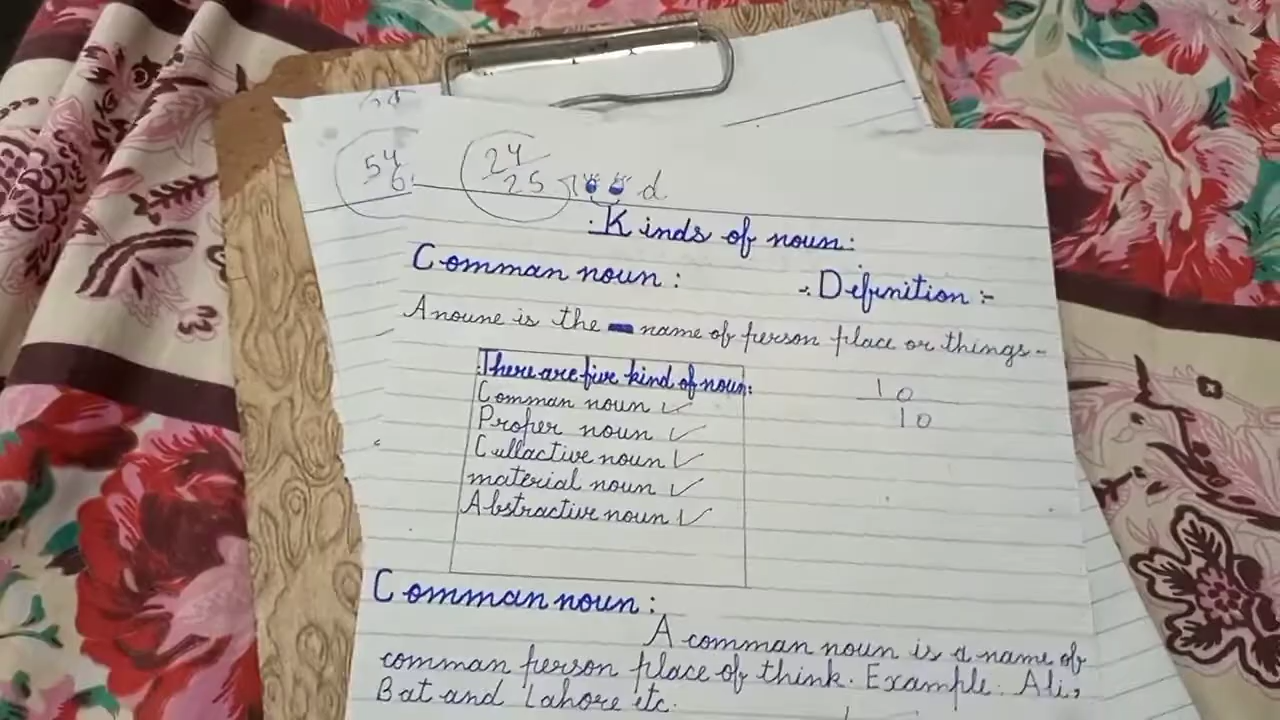 54
6
24
25
.Kinds of noun:
Comman noun:
:. Definition :-
A noune is the name of person place or things-
There are five kind of noun:
Comman noun ✓
Proper noun ✓
Cullactive noun ✓
material noun ✓
Abstractive noun ✓
10
10
Comman noun:
A comman noun is a name of
comman person place of think. Example. Ali,
Bat and Lahore etc.